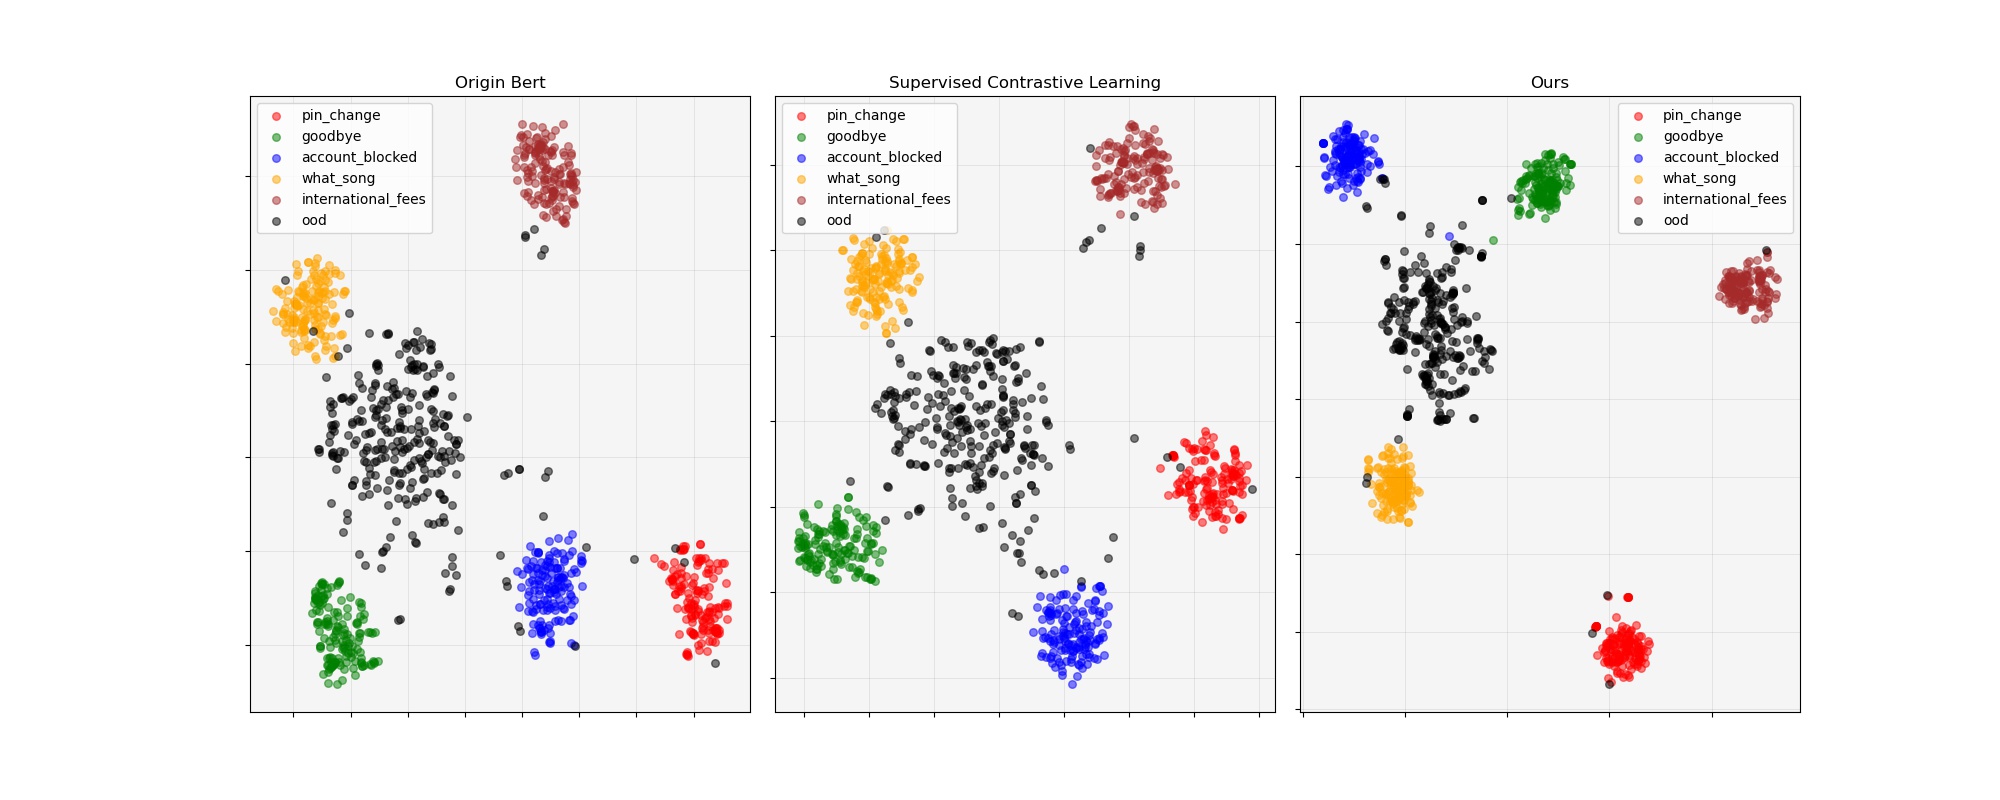 Origin Bert
pin_change
goodbye
account_blocked
what_song
international_fees
ood
Supervised Contrastive Learning
pin_change
goodbye
account_blocked
what_song
international_fees
ood
Ours
pin_change
goodbye
account_blocked
what_song
international_fees
ood